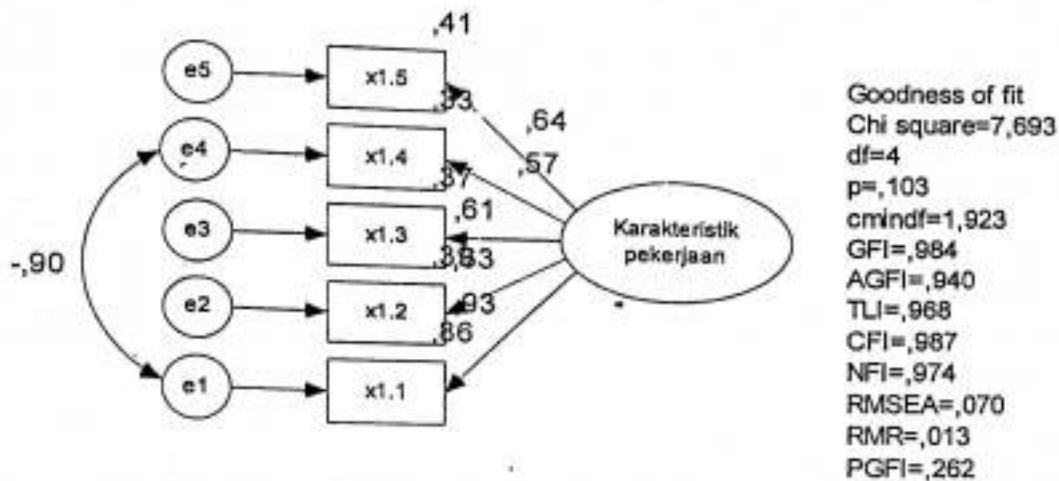 ,41
e5
x1.5
,33
,64
e4
x1.4
,57
,37
,61
e3
x1.3
-,90
e2
x1.2
,93
,86
e1
x1.1
Karakteristik
pekerjaan
Goodness of fit
Chi square=7,693
df=4
p=,103
cmindf=1,923
GFI=,984
AGFI=,940
TLI=,968
CFI=,987
NFI=,974
RMSEA=,070
RMR=,013
PGFI=,262